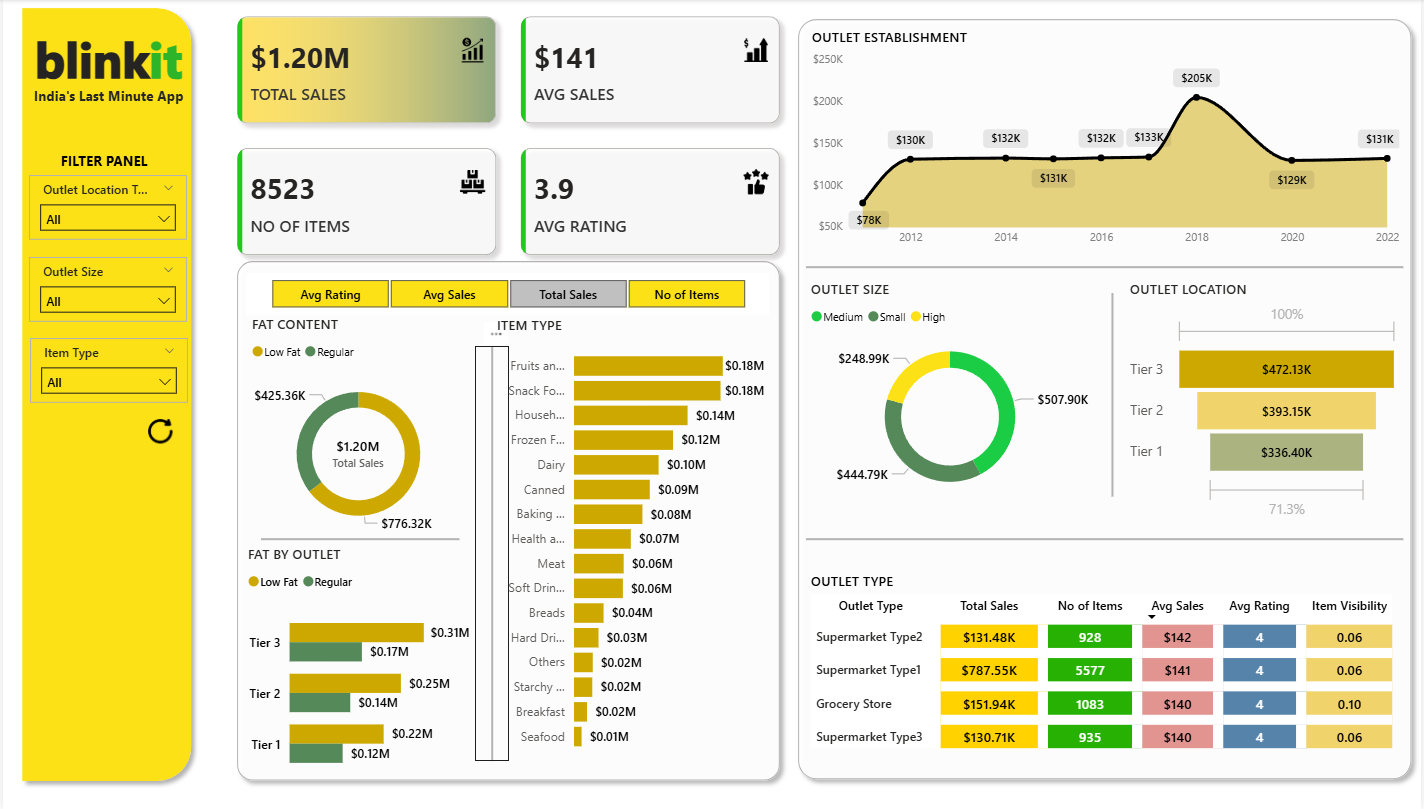 blinkit
India's Last Minute App
FILTER PANEL
Outlet Location T...
All
Outlet Size
All
Item Type
All
$1.20M
TOTAL SALES
$141
AVG SALES
8523
NO OF ITEMS
3.9
AVG RATING
Avg Rating
Avg Sales
Total Sales
No of Items
FAT CONTENT
Low Fat Regular
$425.36K
$1.20M
Total Sales
$776.32K
FAT BY OUTLET
Low Fat Regular
Tier 3 $0.31M
$0.17M
Tier 2 $0.25M
$0.14M
Tier 1 $0.22M
$0.12M
ITEM TYPE
Fruits an... $0.18M
Snack Fo... $0.18M
Househ... $0.14M
Frozen F... $0.12M
Dairy $0.10M
Canned $0.09M
Baking ... $0.08M
Health a... $0.07M
Meat $0.06M
Soft Drin... $0.06M
Breads $0.04M
Hard Dri... $0.03M
Others $0.02M
Starchy ... $0.02M
Breakfast $0.02M
Seafood $0.01M
OUTLET ESTABLISHMENT
$250K
$200K
$150K
$100K
$50K
$78K
$130K
$132K
$131K
$132K
$133K
$205K
$129K
$131K
2012 2014 2016 2018 2020 2022
OUTLET SIZE
Medium Small High
$248.99K
$507.90K
$444.79K
OUTLET LOCATION
100%
Tier 3 $472.13K
Tier 2 $393.15K
Tier 1 $336.40K
71.3%
OUTLET TYPE
Outlet Type Total Sales No of Items Avg Sales Avg Rating Item Visibility
Supermarket Type2 $131.48K 928 $142 4 0.06
Supermarket Type1 $787.55K 5577 $141 4 0.06
Grocery Store $151.94K 1083 $140 4 0.10
Supermarket Type3 $130.71K 935 $140 4 0.06